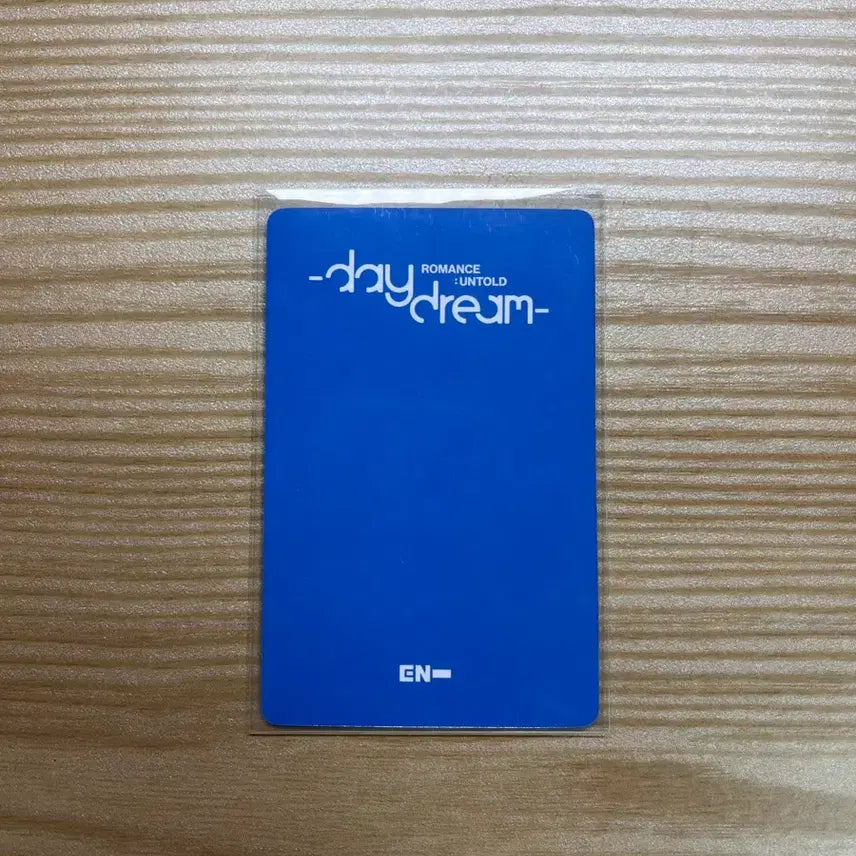 -day
ROMANCE
:UNTOLD
dream-
EN-